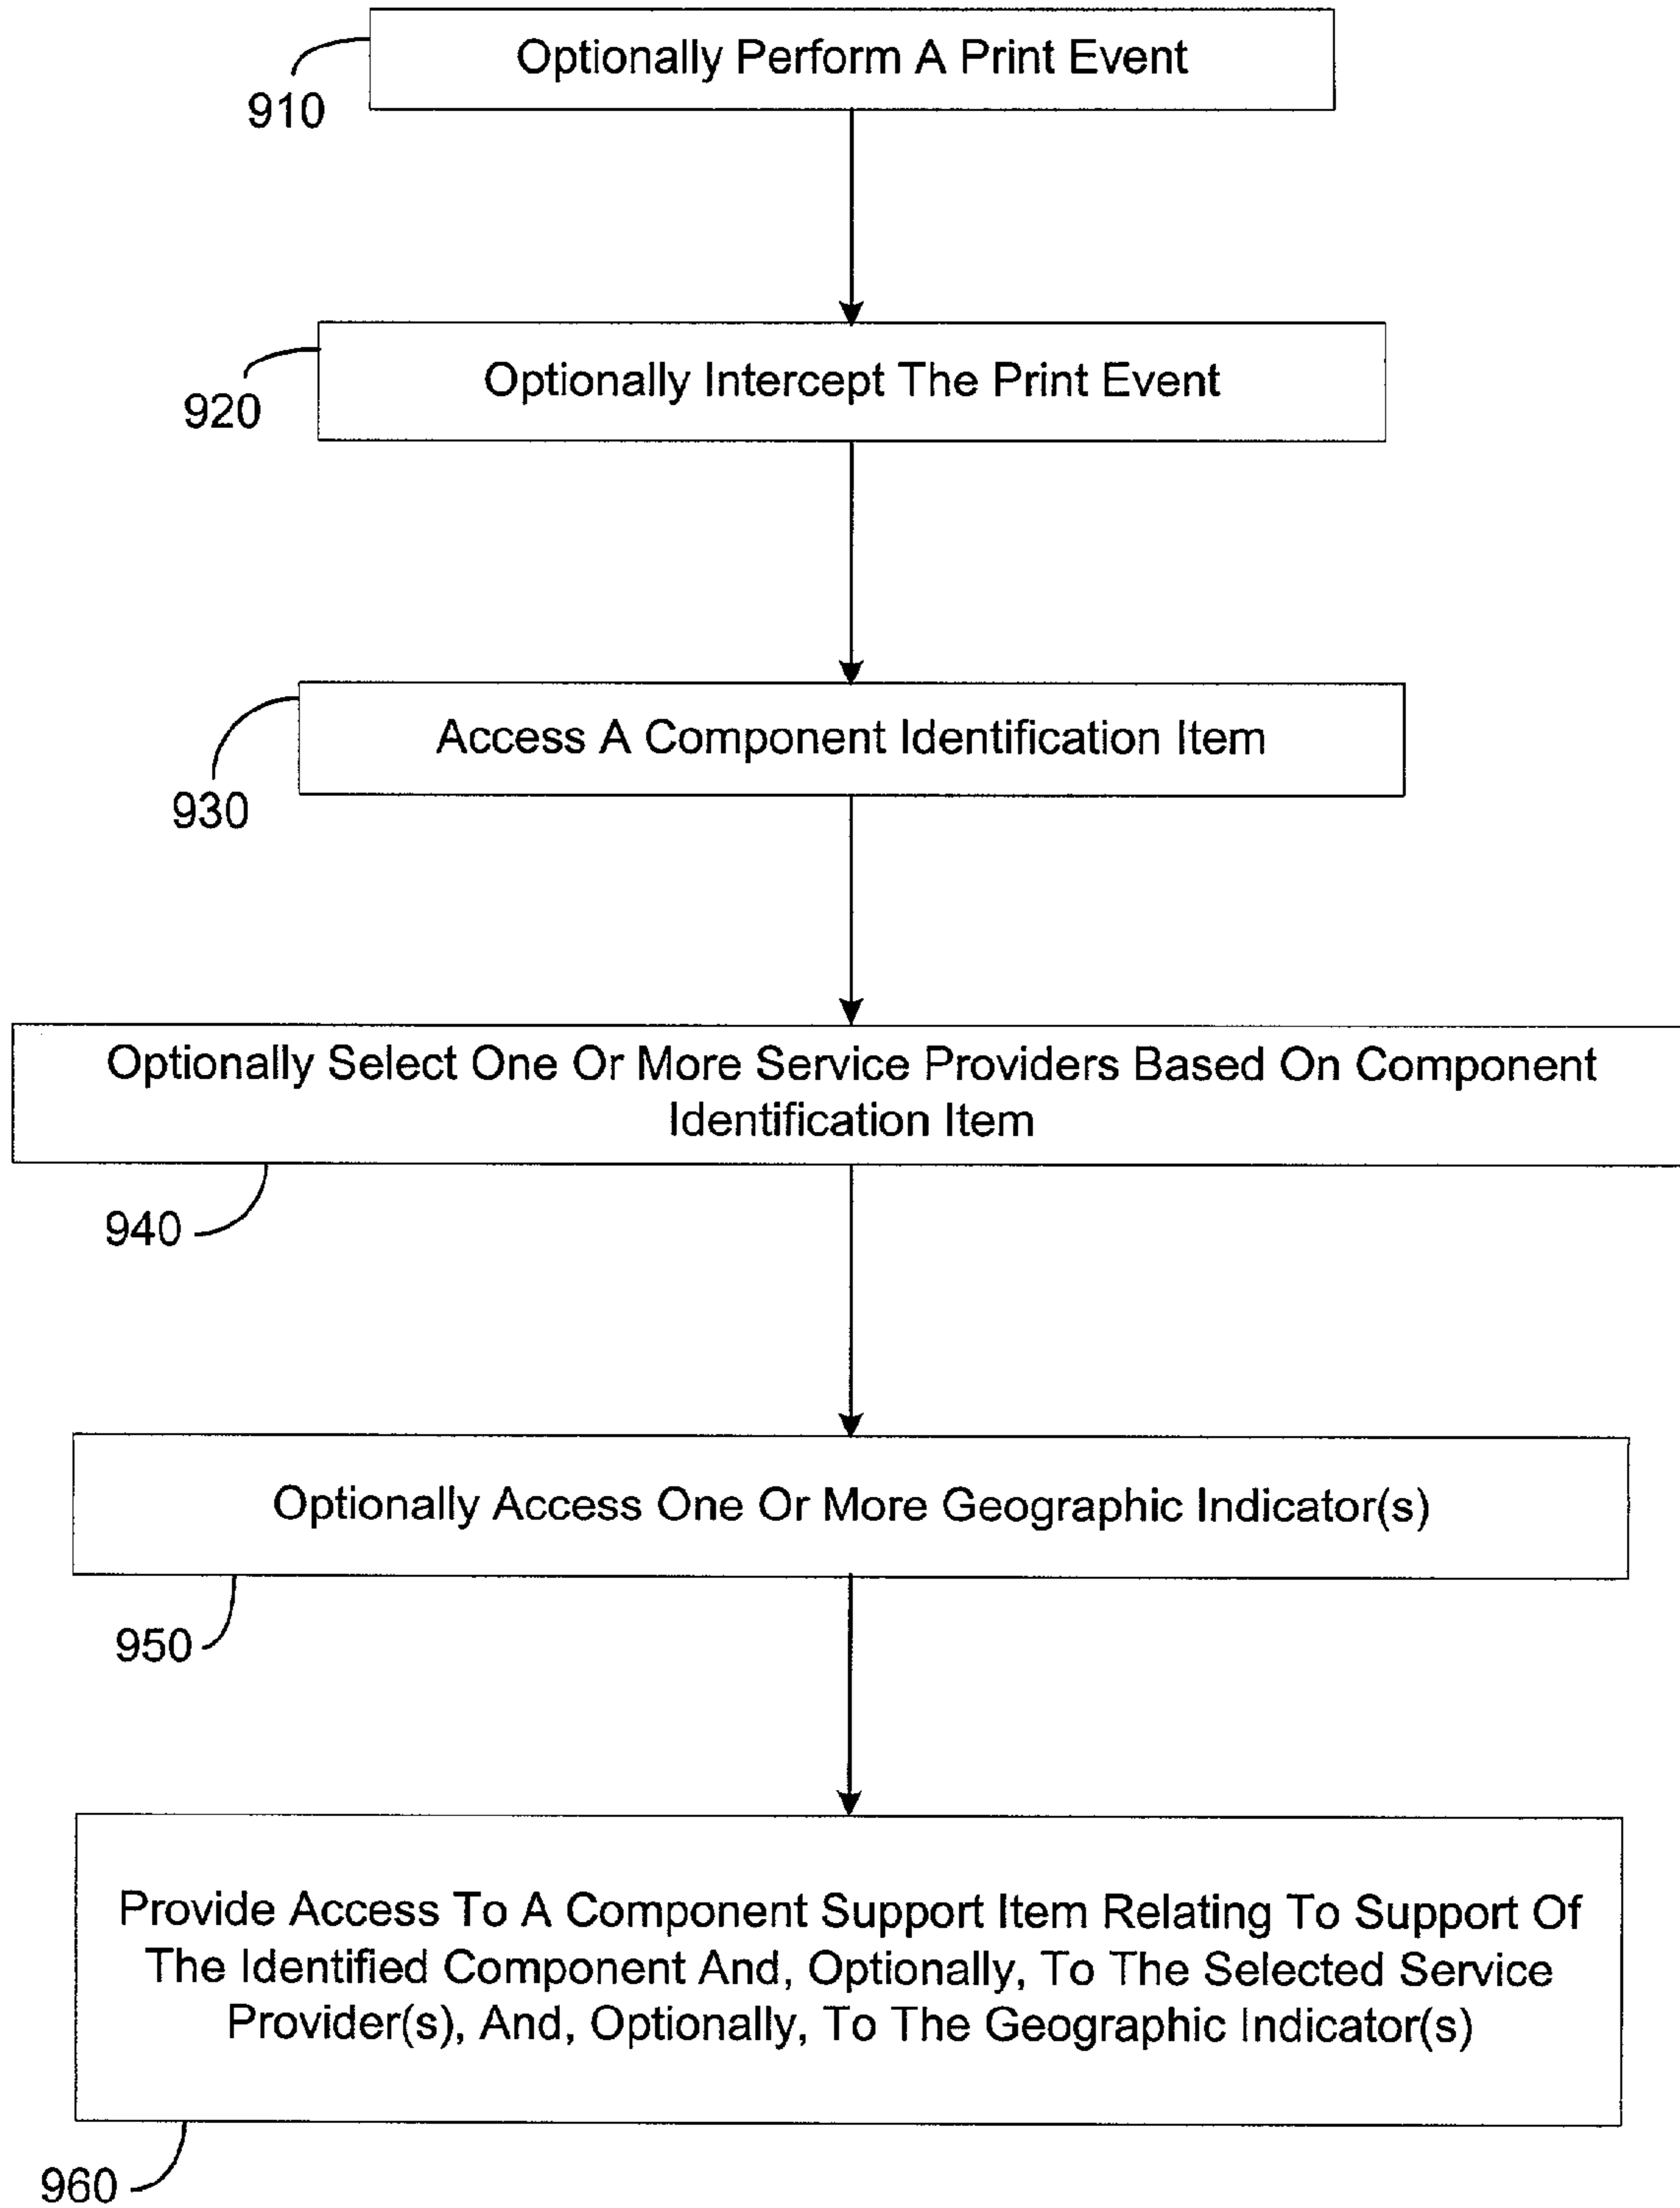 Optionally Perform A Print Event
910
Optionally Intercept The Print Event
920
Access A Component Identification Item
930
Optionally Select One Or More Service Providers Based On Component
Identification Item
940
Optionally Access One Or More Geographic Indicator(s)
950
Provide Access To A Component Support Item Relating To Support Of
The Identified Component And, Optionally, To The Selected Service
Provider(s), And, Optionally, To The Geographic Indicator(s)
960